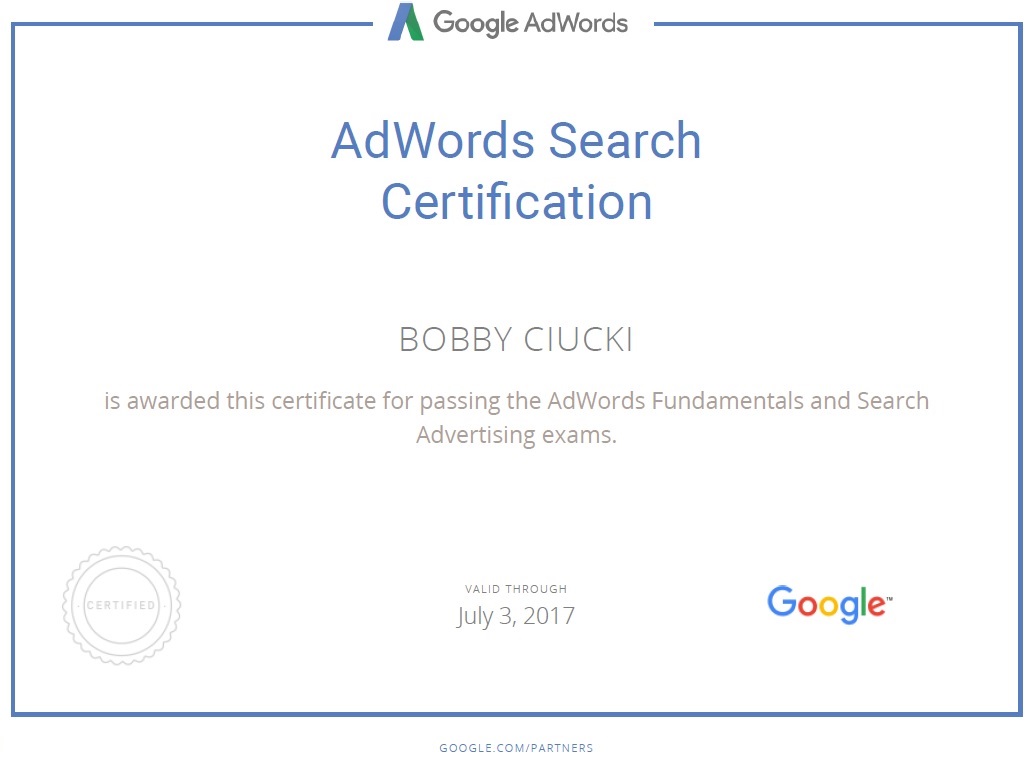 Google AdWords
AdWords Search
Certification
BOBBY CIUCKI
is awarded this certificate for passing the AdWords Fundamentals and Search
Advertising exams.
· CERTIFIED ·
VALID THROUGH
July 3, 2017
Google™
GOOGLE.COM/PARTNERS